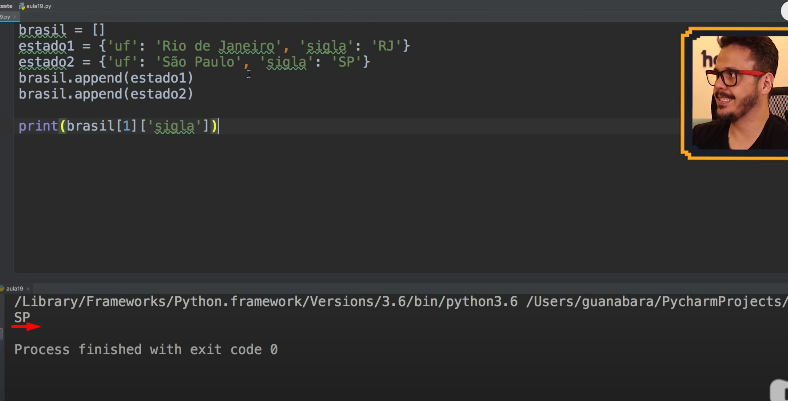 aula19.py
brasil = []
estado1 = {'uf': 'Rio de Janeiro', 'sigla': 'RJ'}
estado2 = {'uf': 'São Paulo', 'sigla': 'SP'}
brasil.append(estado1)
brasil.append(estado2)
print(brasil[1]['sigla'])
aula19
/Library/Frameworks/Python.framework/Versions/3.6/bin/python3.6 /Users/guanabara/PycharmProjects/
SP
Process finished with exit code 0